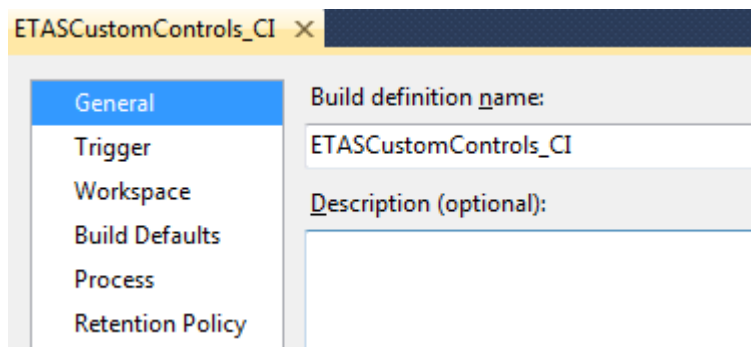 ETASCustomControls_CI
General
Trigger
Workspace
Build Defaults
Process
Retention Policy
Build definition name:
ETASCustomControls_CI
Description (optional):